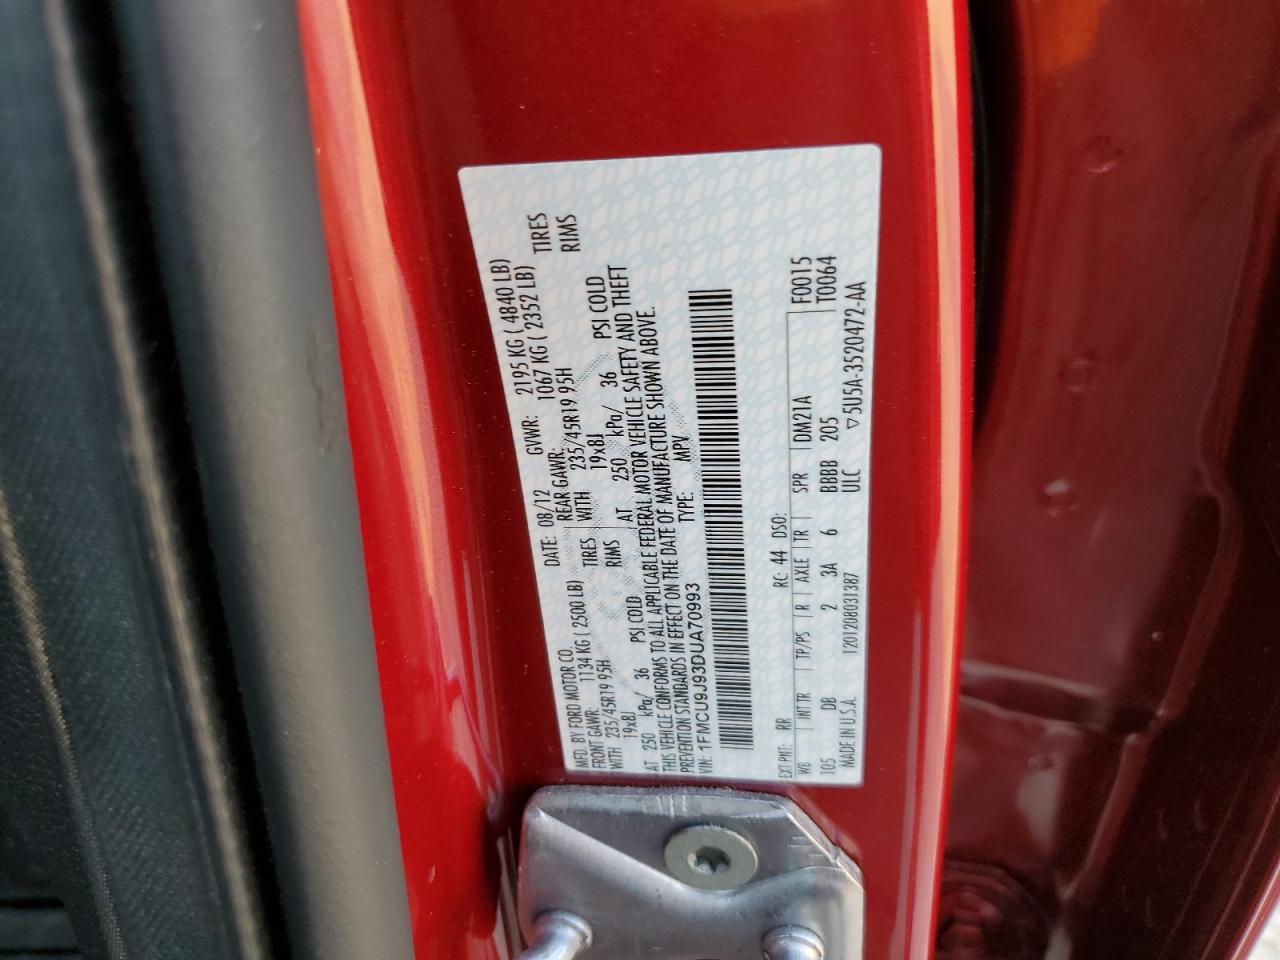 MFD. BY FORD MOTOR CO. DATE: 08/12 GVWR: 2195 KG ( 4840 LB)
FRONT GAWR: 1134 KG ( 2500 LB) REAR GAWR: 1067 KG ( 2352 LB)
WITH 235/45R19 95H TIRES WITH 235/45R19 95H TIRES
19x8J RIMS 19x8J RIMS
AT 250 kPa/ 36 PSI COLD AT 250 kPa/ 36 PSI COLD
THIS VEHICLE CONFORMS TO ALL APPLICABLE FEDERAL MOTOR VEHICLE SAFETY AND THEFT
PREVENTION STANDARDS IN EFFECT ON THE DATE OF MANUFACTURE SHOWN ABOVE.
VIN: 1FMCU9J93DUA70993 TYPE: MPV
EXT PNT: RR RC: 44 DSO: F0015
WB INT TR TP/PS R AXLE TR SPR DM21A T0064
105 DB 2 3A 6 BBBB 205
MADE IN U.S.A. 1201208031387 ULC ▽5U5A-3520472-AA